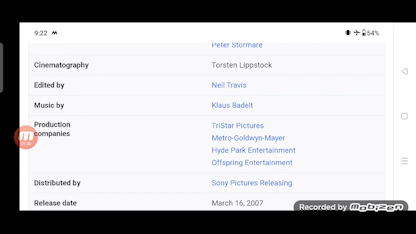 9:22
54%
Peter Stormare
Cinematography Torsten Lippstock
Edited by Neil Travis
Music by Klaus Badelt
Production companies TriStar Pictures
Metro-Goldwyn-Mayer
Hyde Park Entertainment
Offspring Entertainment
Distributed by Sony Pictures Releasing
Release date March 16, 2007
Recorded by Mobizen